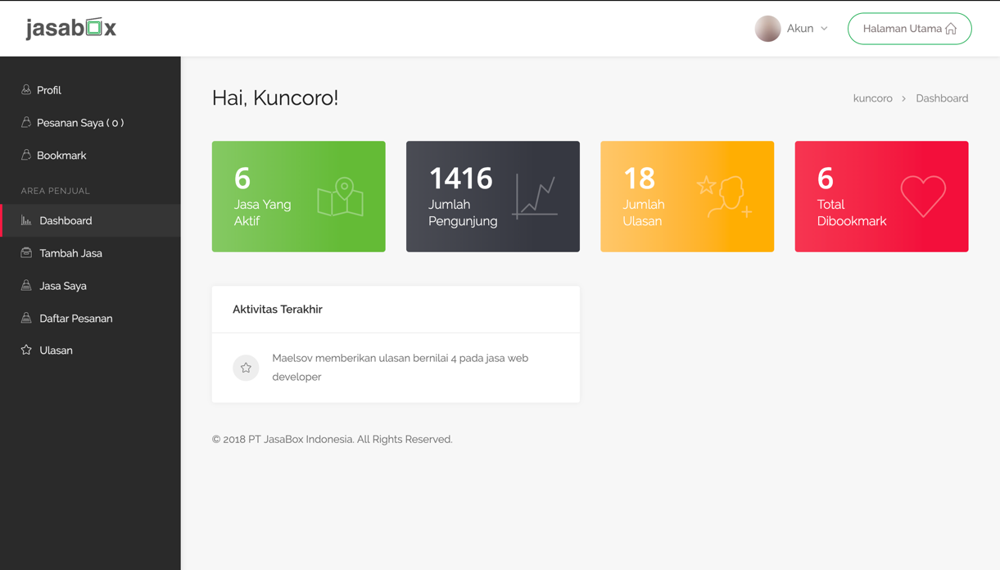 jasabox
Akun
Halaman Utama
Profil
Pesanan Saya ( 0 )
Bookmark
AREA PENJUAL
Dashboard
Tambah Jasa
Jasa Saya
Daftar Pesanan
Ulasan
Hai, Kuncoro!
kuncoro > Dashboard
6
Jasa Yang
Aktif
1416
Jumlah
Pengunjung
18
Jumlah
Ulasan
6
Total
Dibookmark
Aktivitas Terakhir
Maelsov memberikan ulasan bernilai 4 pada jasa web
developer
© 2018 PT JasaBox Indonesia. All Rights Reserved.